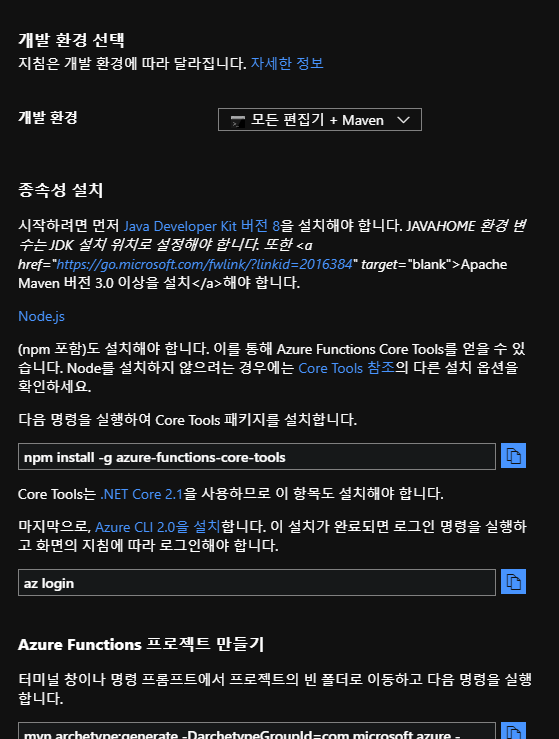 개발 환경 선택
지침은 개발 환경에 따라 달라집니다. 자세한 정보
개발 환경
모든 편집기 + Maven
종속성 설치
시작하려면 먼저 Java Developer Kit 버전 8을 설치해야 합니다. JAVAHOME 환경 변
수는 JDK 설치 위치로 설정해야 합니다. 또한 <a
href="https://go.microsoft.com/fwlink/?linkid=2016384" target="blank">Apache
Maven 버전 3.0 이상을 설치</a>해야 합니다.
Node.js
(npm 포함)도 설치해야 합니다. 이를 통해 Azure Functions Core Tools를 얻을 수 있
습니다. Node를 설치하지 않으려는 경우에는 Core Tools 참조의 다른 설치 옵션을
확인하세요.
다음 명령을 실행하여 Core Tools 패키지를 설치합니다.
npm install -g azure-functions-core-tools
Core Tools는 .NET Core 2.1을 사용하므로 이 항목도 설치해야 합니다.
마지막으로, Azure CLI 2.0을 설치합니다. 이 설치가 완료되면 로그인 명령을 실행하
고 화면의 지침에 따라 로그인해야 합니다.
az login
Azure Functions 프로젝트 만들기
터미널 창이나 명령 프롬프트에서 프로젝트의 빈 폴더로 이동하고 다음 명령을 실행
합니다.
mvn archetype:generate -DarchetypeGroupId=com.microsoft.azure -